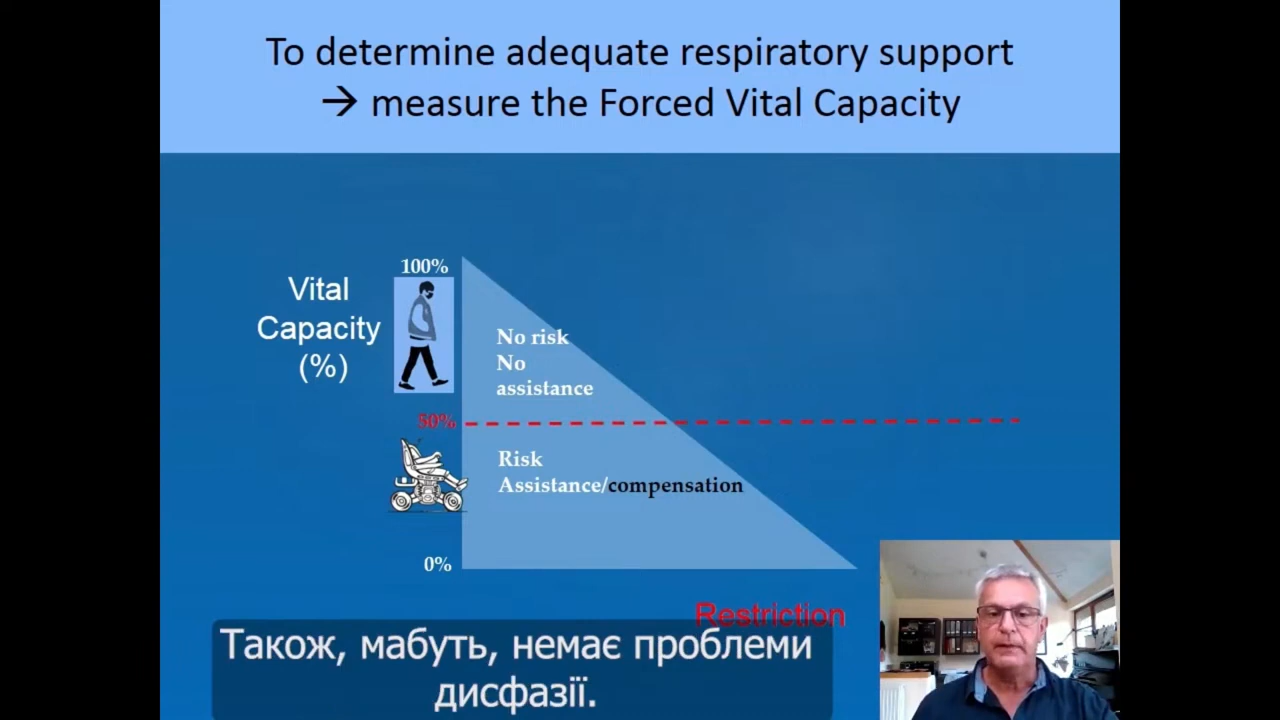 To determine adequate respiratory support
→ measure the Forced Vital Capacity
100%
Vital
Capacity
(%)
No risk
No
assistance
50%
Risk
Assistance/compensation
0%
Restriction
Також, мабуть, немає проблеми
дисфазії.